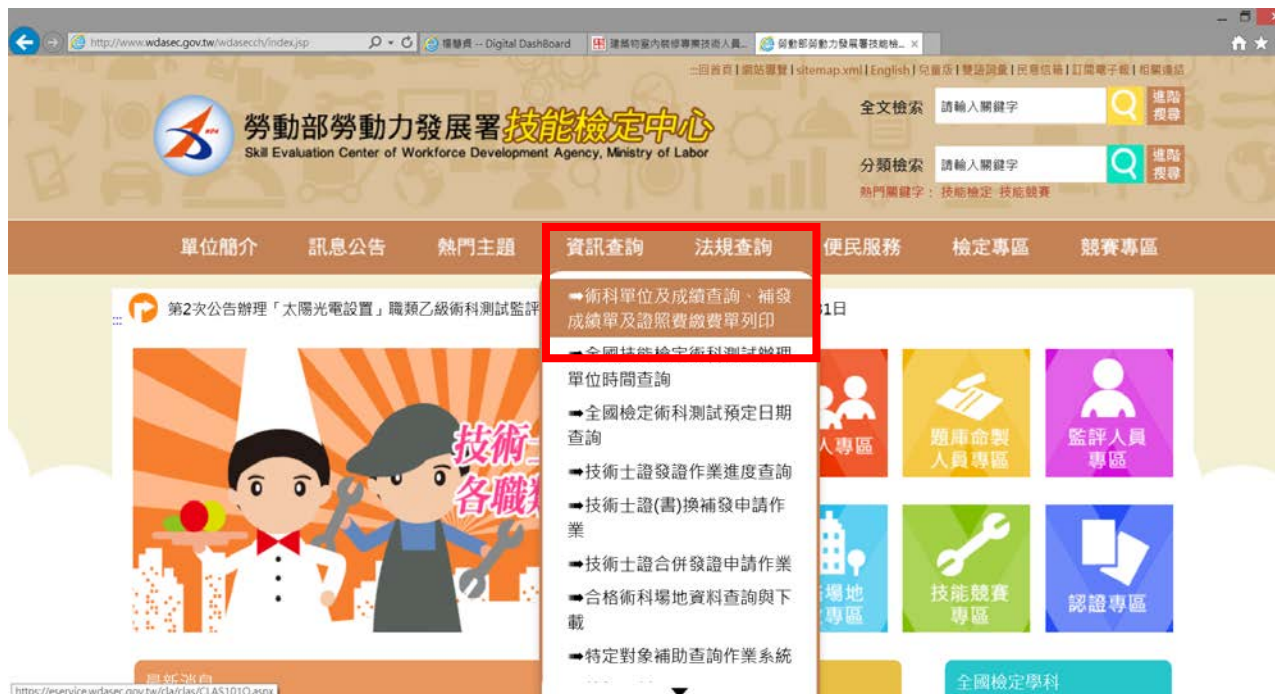 http://www.wdasec.gov.tw/wdasecch/index.jsp
楊慧貞 -- Digital DashBoard
建築物室內裝修專業技術人員...
勞動部勞動力發展署技能檢...
:::回首頁 | 網站導覽 | sitemap.xml | English | 兒童版 | 雙語詞彙 | 民意信箱 | 訂閱電子報 | 相關連結
勞動部勞動力發展署技能檢定中心
Skill Evaluation Center of Workforce Development Agency, Ministry of Labor
全文檢索 請輸入關鍵字 進階搜尋
分類檢索 請輸入關鍵字 進階搜尋
熱門關鍵字： 技能檢定 技能競賽
單位簡介 訊息公告 熱門主題 資訊查詢 法規查詢 便民服務 檢定專區 競賽專區
第2次公告辦理「太陽光電設置」職類乙級術科測試監評
31日
➡術科單位及成績查詢、補發
成績單及證照費繳費單列印
➡全國技能檢定術科測試辦理
單位時間查詢
➡全國檢定術科測試預定日期
查詢
➡技術士證發證作業進度查詢
➡技術士證(書)換補發申請作
業
➡技術士證合併發證申請作業
➡合格術科場地資料查詢與下
載
➡特定對象補助查詢作業系統
技術士
各職類
人專區
題庫命製
人員專區
監評人員
專區
場地
專區
技能競賽
專區
認證專區
最新消息
全國檢定學科
https://eservice.wdasec.gov.tw/cla/clas/CLAS101Q.aspx